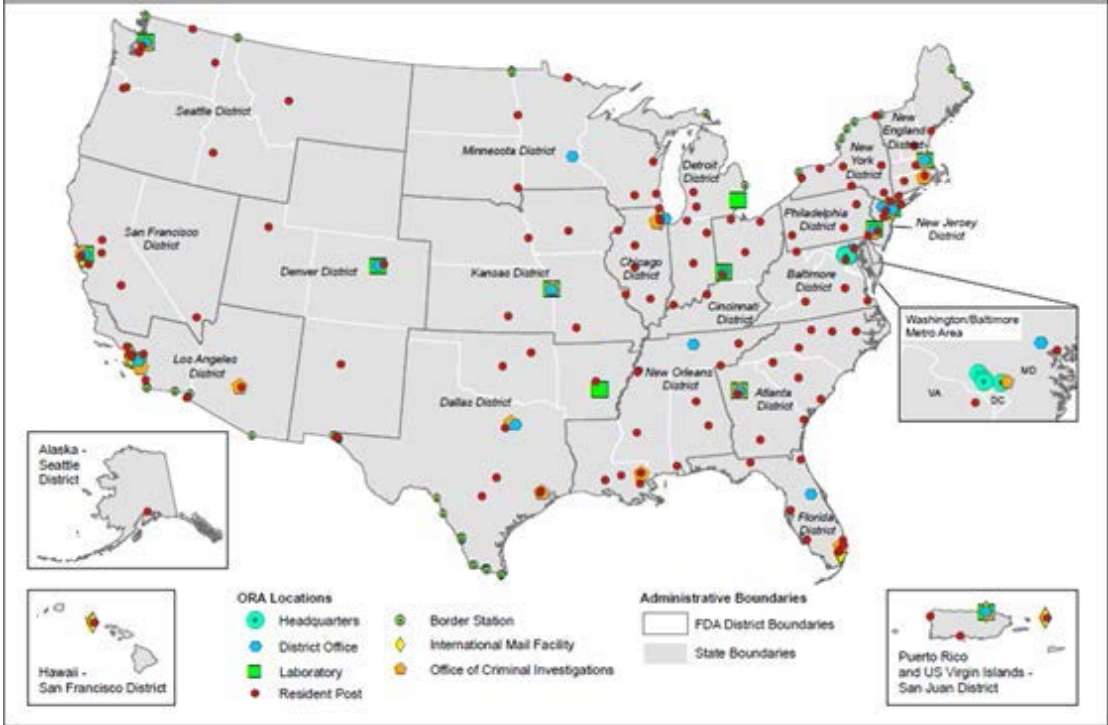 Seattle District
Minnesota District
New
England
District
New
York
District
Detroit
District
San Francisco
District
Philadelphia
District
New Jersey
District
Denver District
Kansas District
Chicago
District
Baltimore
District
Cincinnati
District
Washington/Baltimore
Metro Area
MD
VA
DC
Los Angeles
District
New Orleans
District
Dallas District
Atlanta
District
Florida
District
Alaska -
Seattle
District
Hawaii -
San Francisco District
ORA Locations
Headquarters
District Office
Laboratory
Resident Post
Border Station
International Mail Facility
Office of Criminal Investigations
Administrative Boundaries
FDA District Boundaries
State Boundaries
Puerto Rico
and US Virgin Islands -
San Juan District